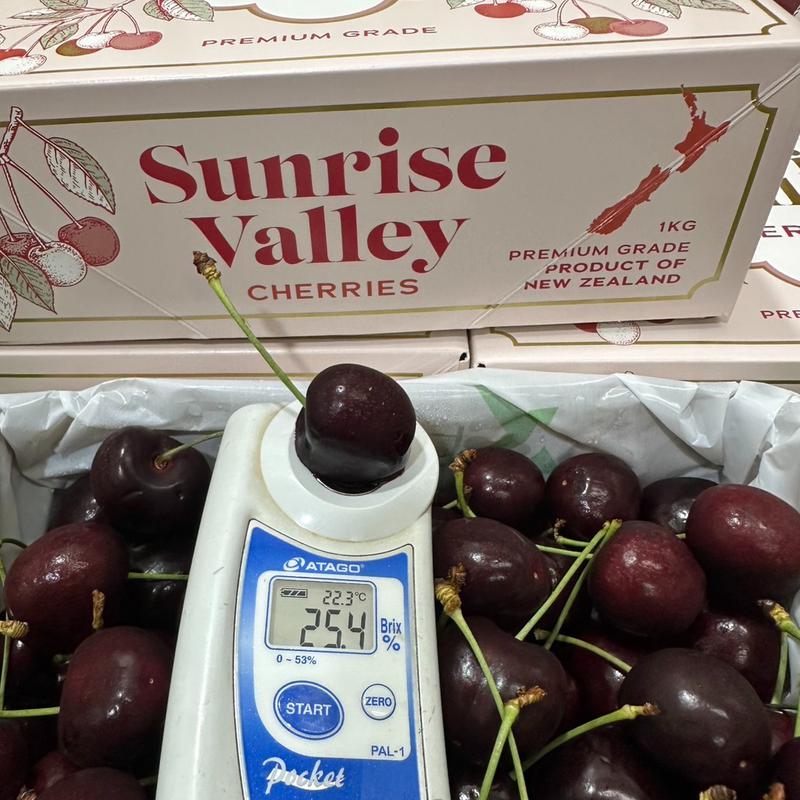 PREMIUM GRADE
Sunrise
Valley
CHERRIES
1KG
PREMIUM GRADE
PRODUCT OF
NEW ZEALAND
ATAGO
22.3°C
25.4
Brix
%
0 ~ 53%
START
ZERO
PAL-1
Pocket